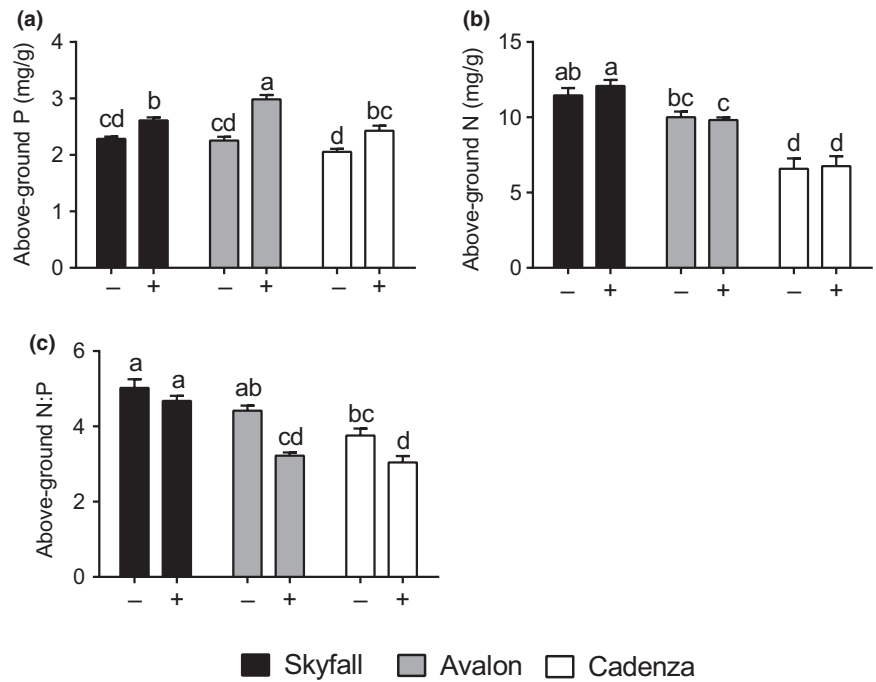 (a)
Above-ground P (mg/g)
4
3
2
1
0
cd b cd a d bc
– + – + – +
(b)
Above-ground N (mg/g)
15
10
5
0
ab a bc c d d
– + – + – +
(c)
Above-ground N:P
6
4
2
0
a a ab cd bc d
– + – + – +
Skyfall Avalon Cadenza